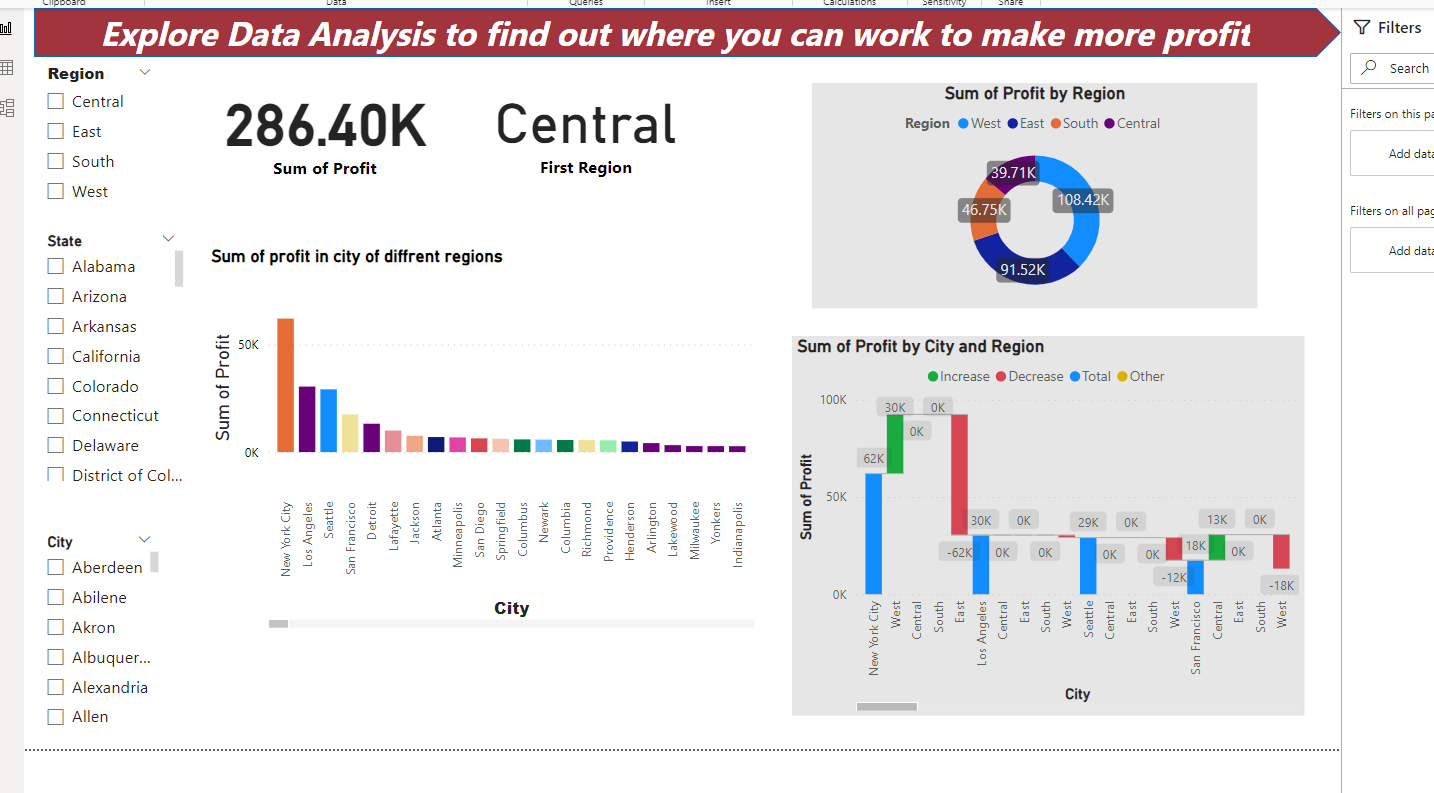 Clipboard Data Queries Insert Calculations Sensitivity Share
Explore Data Analysis to find out where you can work to make more profit
Filters
Search
Filters on this pa
Add data
Filters on all pag
Add data
Region
Central
East
South
West
State
Alabama
Arizona
Arkansas
California
Colorado
Connecticut
Delaware
District of Col...
City
Aberdeen
Abilene
Akron
Albuquer...
Alexandria
Allen
286.40K
Sum of Profit
Central
First Region
Sum of Profit by Region
Region West East South Central
39.71K
108.42K
46.75K
91.52K
Sum of profit in city of diffrent regions
Sum of Profit
50K
0K
New York City
Los Angeles
Seattle
San Francisco
Detroit
Lafayette
Jackson
Atlanta
Minneapolis
San Diego
Springfield
Columbus
Newark
Columbia
Richmond
Providence
Henderson
Arlington
Lakewood
Milwaukee
Yonkers
Indianapolis
City
Sum of Profit by City and Region
Increase Decrease Total Other
Sum of Profit
100K
50K
0K
62K
30K
0K
0K
-62K
30K
0K
0K
0K
29K
0K
0K
0K
-12K
18K
13K
0K
0K
-18K
New York City
West
Central
South
East
Los Angeles
Central
East
South
West
Seattle
Central
East
South
West
San Francisco
Central
East
South
West
City